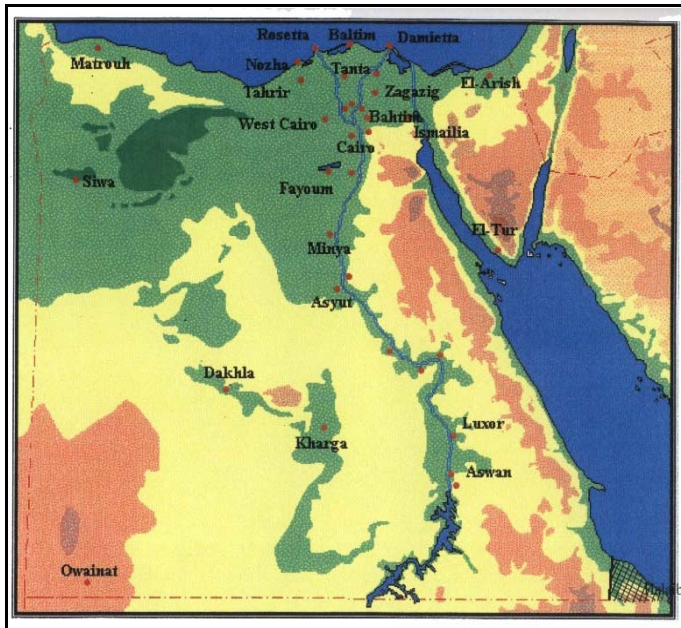 Rosetta Baltim Damietta
Matrouh
Nozha
Tanta
Tahrir
Zagazig
El-Arish
West Cairo
Bahtim
Ismailia
Cairo
Siwa
Fayoum
El-Tur
Minya
Asyut
Dakhla
Luxor
Kharga
Aswan
Owainat